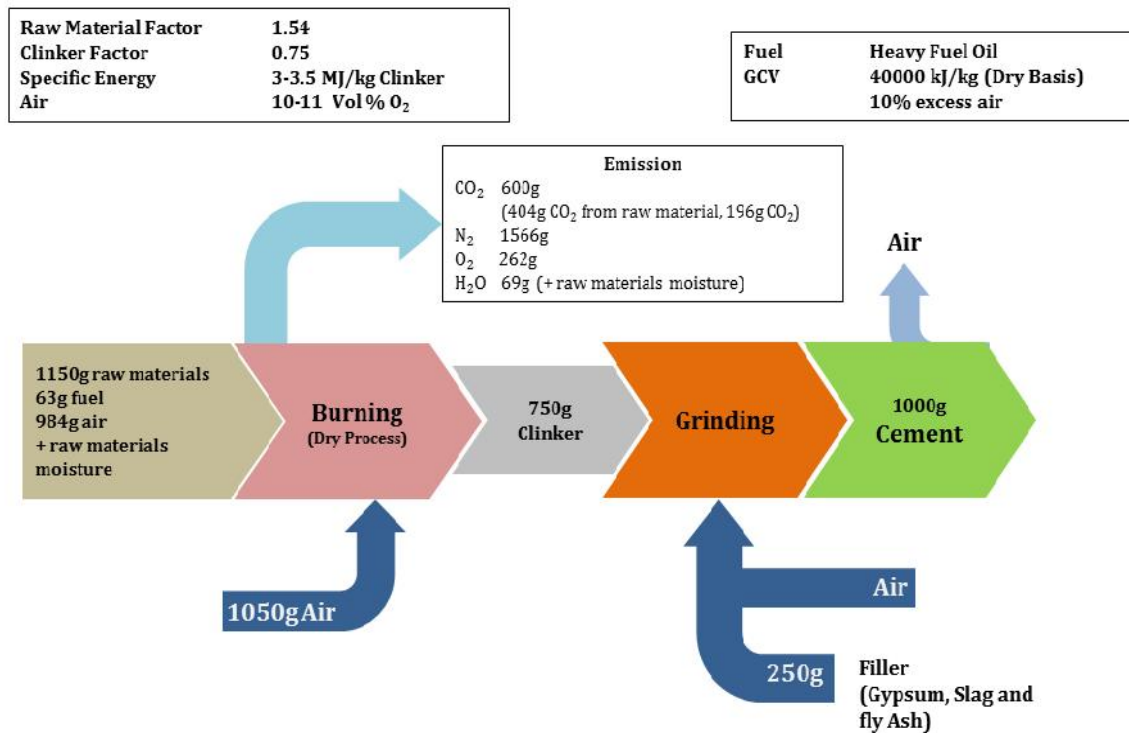 Raw Material Factor 1.54
Clinker Factor 0.75
Specific Energy 3-3.5 MJ/kg Clinker
Air 10-11 Vol % O₂
Fuel Heavy Fuel Oil
GCV 40000 kJ/kg (Dry Basis)
10% excess air
Emission
CO₂ 600g
(404g CO₂ from raw material, 196g CO₂)
N₂ 1566g
O₂ 262g
H₂O 69g (+ raw materials moisture)
Air
1150g raw materials
63g fuel
984g air
+ raw materials
moisture
Burning
(Dry Process)
750g
Clinker
Grinding
1000g
Cement
1050g Air
Air
250g
Filler
(Gypsum, Slag and
fly Ash)